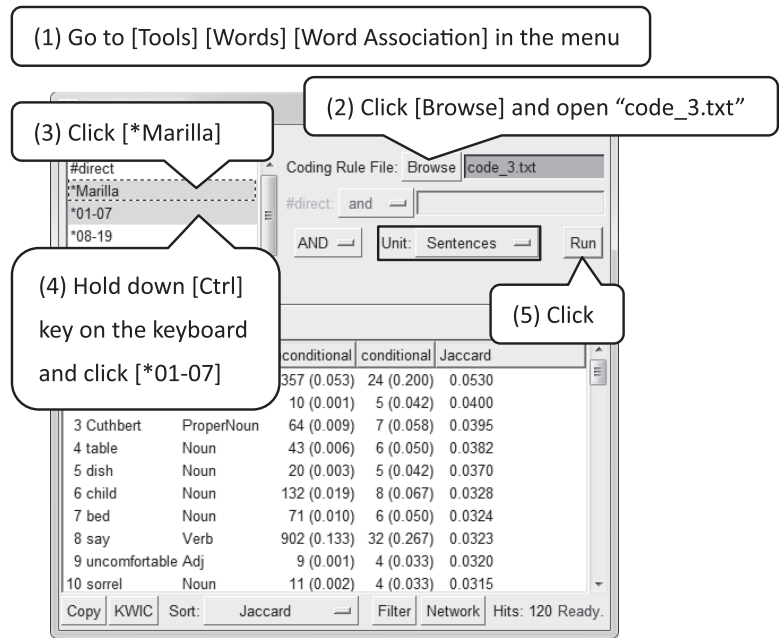 (1) Go to [Tools] [Words] [Word Association] in the menu
(2) Click [Browse] and open “code_3.txt”
(3) Click [*Marilla]
#direct
Coding Rule File: Browse code_3.txt
*Marilla
#direct: and
*01-07
*08-19
AND Unit: Sentences Run
(4) Hold down [Ctrl]
key on the keyboard
and click [*01-07]
(5) Click
conditional conditional Jaccard
357 (0.053) 24 (0.200) 0.0530
10 (0.001) 5 (0.042) 0.0400
3 Cuthbert ProperNoun 64 (0.009) 7 (0.058) 0.0395
4 table Noun 43 (0.006) 6 (0.050) 0.0382
5 dish Noun 20 (0.003) 5 (0.042) 0.0370
6 child Noun 132 (0.019) 8 (0.067) 0.0328
7 bed Noun 71 (0.010) 6 (0.050) 0.0324
8 say Verb 902 (0.133) 32 (0.267) 0.0323
9 uncomfortable Adj 9 (0.001) 4 (0.033) 0.0320
10 sorrel Noun 11 (0.002) 4 (0.033) 0.0315
Copy KWIC Sort: Jaccard Filter Network Hits: 120 Ready.